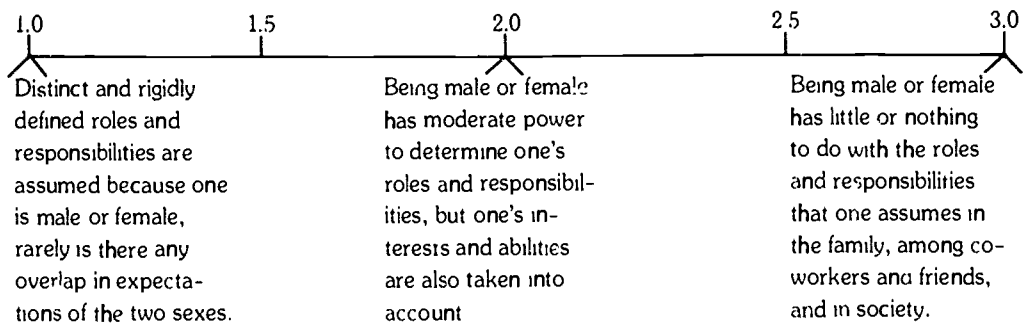 1.0 1.5 2.0 2 5 3.0
Distinct and rigidly
defined roles and
responsibilities are
assumed because one
is male or female,
rarely is there any
overlap in expecta-
tions of the two sexes.
Being male or female
has moderate power
to determine one's
roles and responsibil-
ities, but one's in-
terests and abilities
are also taken into
account
Being male or female
has little or nothing
to do with the roles
and responsibilities
that one assumes in
the family, among co-
workers and friends,
and in society.